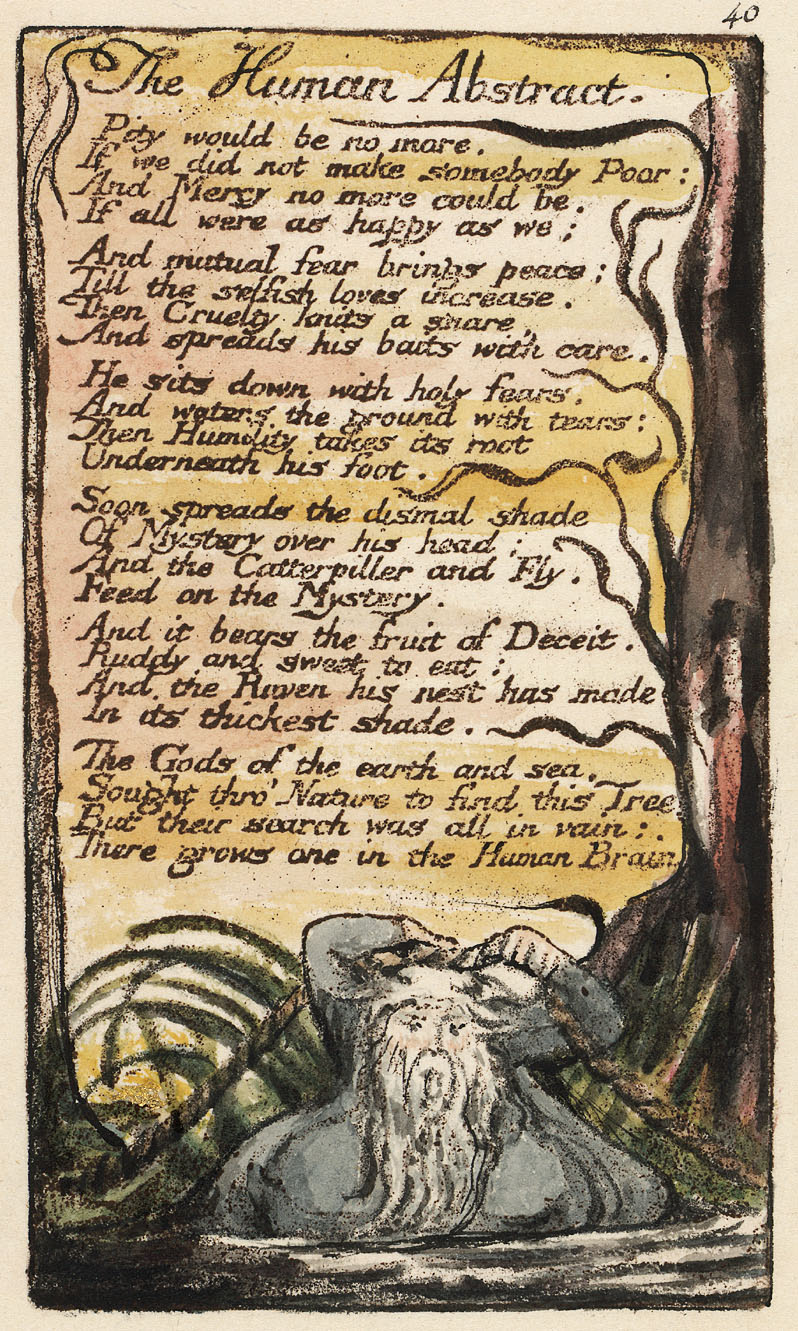 40
The Human Abstract.
Pity would be no more,
If we did not make somebody Poor:
And Mercy no more could be,
If all were as happy as we;
And mutual fear brings peace;
Till the selfish loves increase.
Then Cruelty knits a snare,
And spreads his baits with care.
He sits down with holy fears.
And waters the ground with tears:
Then Humility takes its root
Underneath his foot.
Soon spreads the dismal shade
Of Mystery over his head;
And the Catterpiller and Fly,
Feed on the Mystery.
And it bears the fruit of Deceit.
Ruddy and sweet to eat:
And the Raven his nest has made
In its thickest shade.
The Gods of the earth and sea,
Sought thro' Nature to find this Tree
But their search was all in vain:
There grows one in the Human Brain